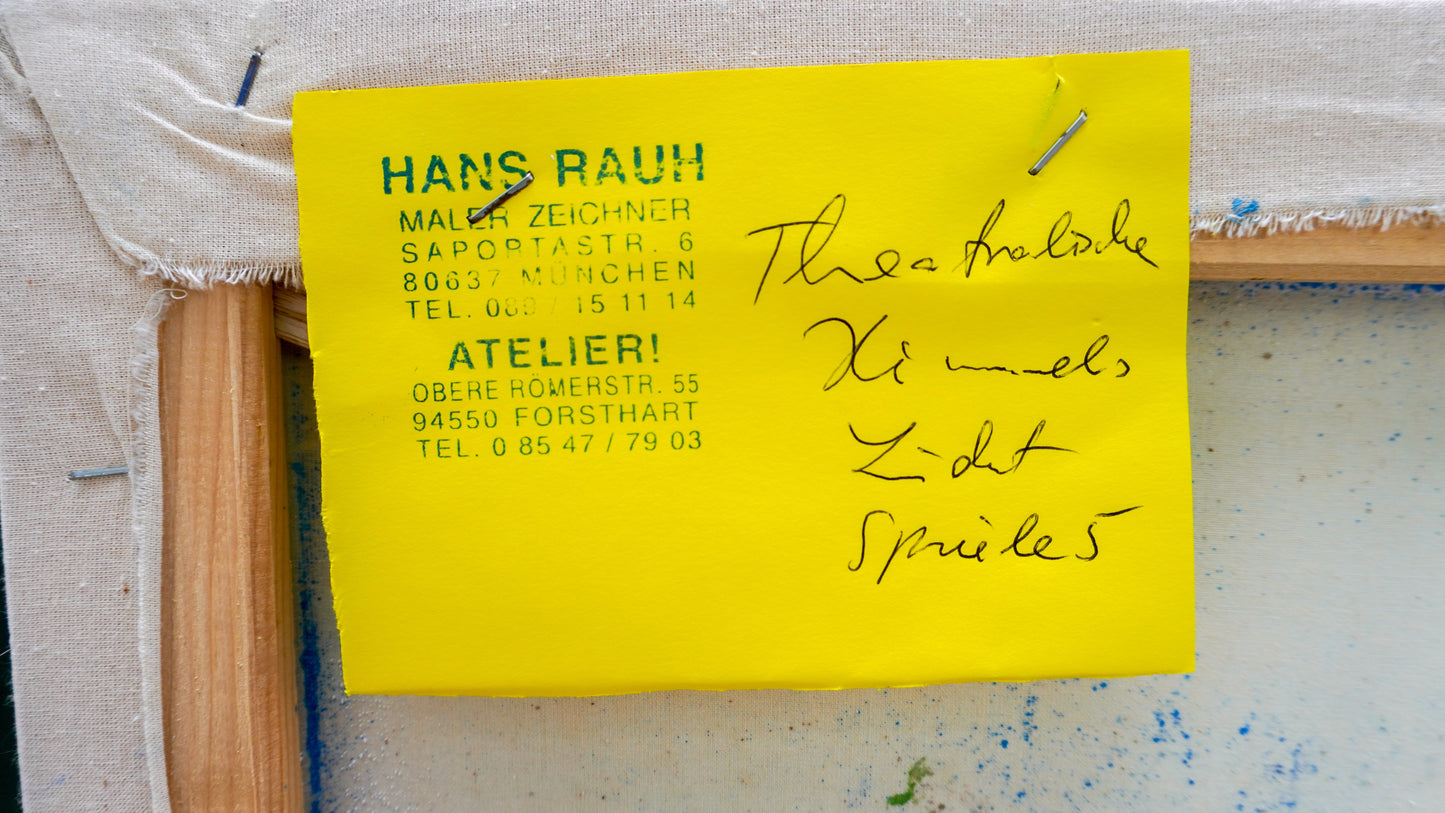 HANS RAUH
MALER ZEICHNER
SAPORTASTR. 6
80637 MÜNCHEN
TEL. 089 / 15 11 14
ATELIER!
OBERE RÖMERSTR. 55
94550 FORSTHART
TEL. 0 85 47 / 79 03
Theatralische
Himmels
Licht
Spiele 5